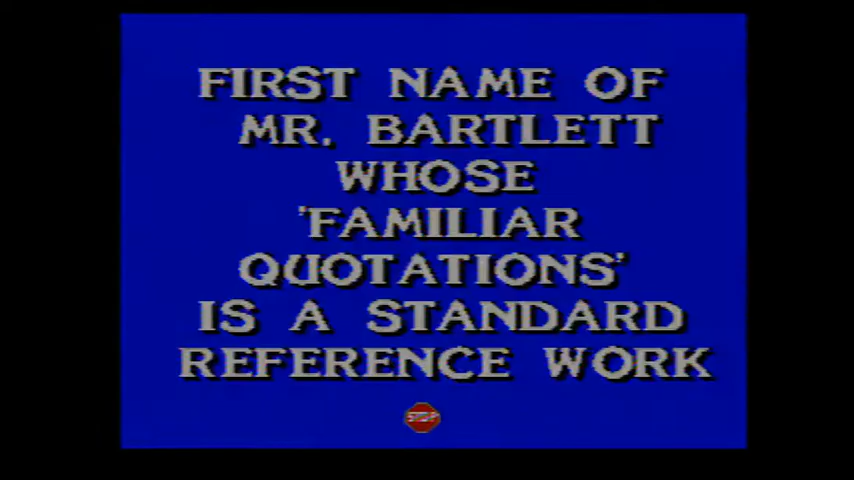 FIRST NAME OF
MR. BARTLETT
WHOSE
'FAMILIAR
QUOTATIONS'
IS A STANDARD
REFERENCE WORK
STOP